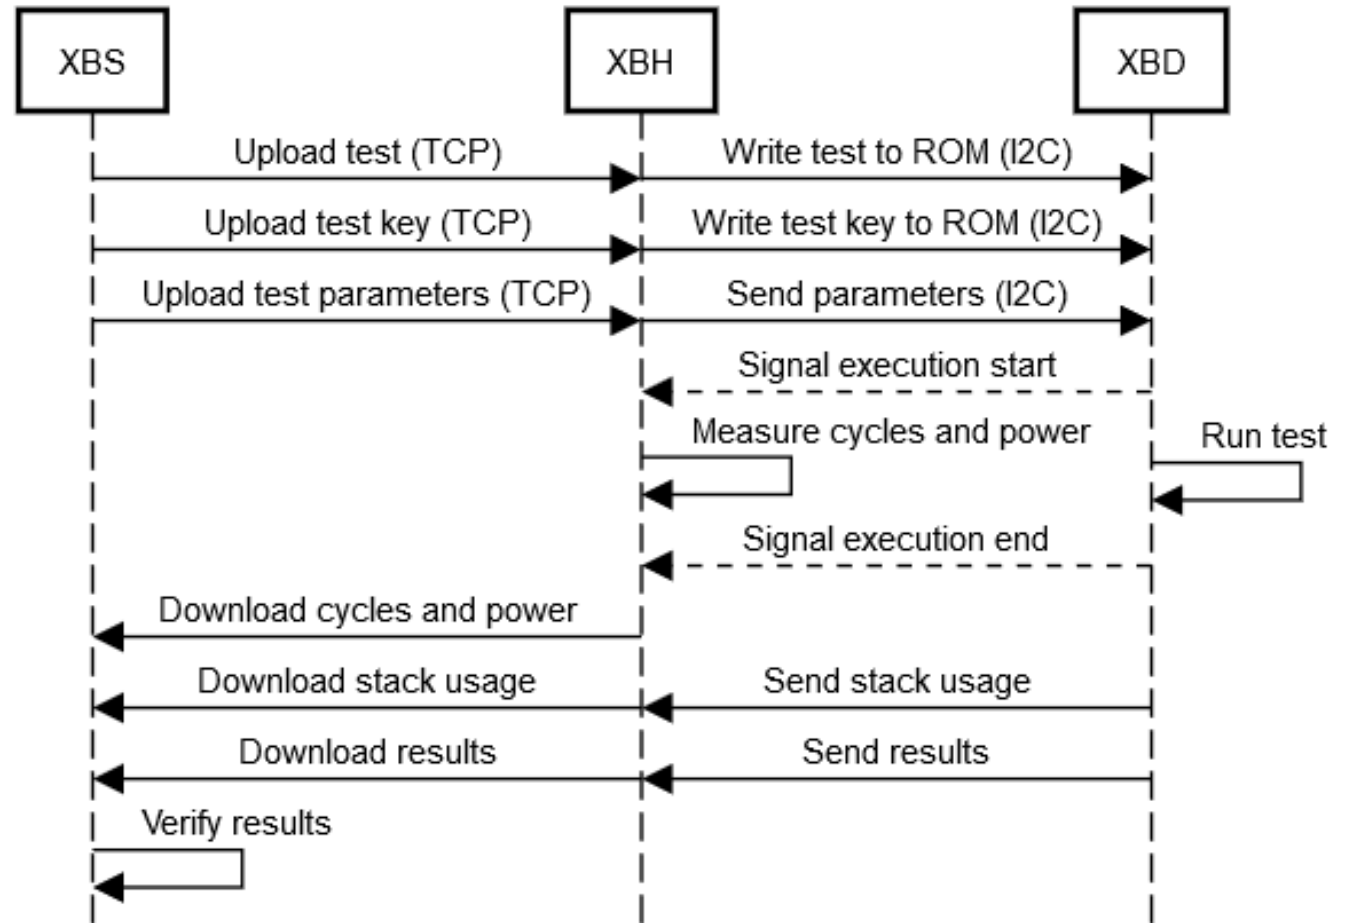 XBS
XBH
XBD
Upload test (TCP)
Write test to ROM (I2C)
Upload test key (TCP)
Write test key to ROM (I2C)
Upload test parameters (TCP)
Send parameters (I2C)
Signal execution start
Measure cycles and power
Run test
Signal execution end
Download cycles and power
Download stack usage
Send stack usage
Download results
Send results
Verify results